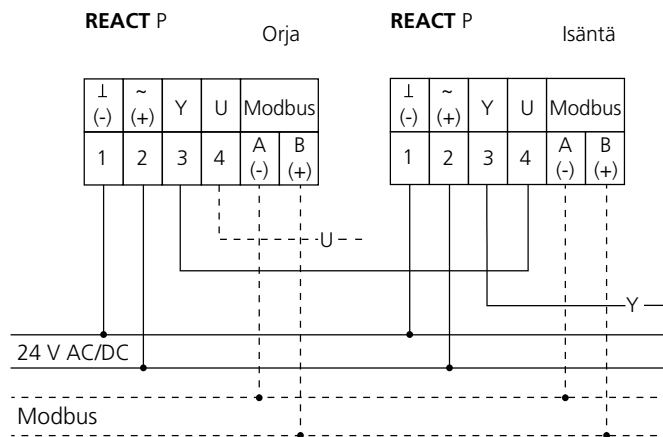 REACT P Orja REACT P Isäntä
⊥ ~ Y U Modbus ⊥ ~ Y U Modbus
(-) (+) (-) (+)
1 2 3 4 A B 1 2 3 4 A B
(-) (+) (-) (+)
U
Y
24 V AC/DC
Modbus